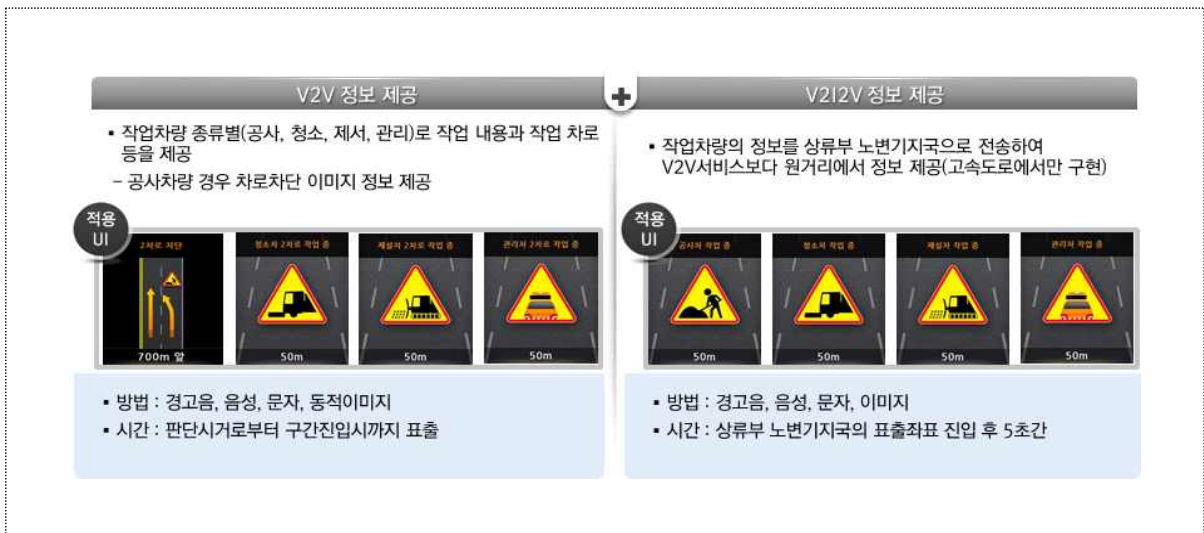 V2V 정보 제공
▪ 작업차량 종류별(공사, 청소, 제서, 관리)로 작업 내용과 작업 차로
등을 제공
– 공사차량 경우 차로차단 이미지 정보 제공
적용
UI
2차로 차단
700m 앞
청소차 2차로 작업 중
50m
제설차 2차로 작업 중
50m
관리차 2차로 작업 중
50m
▪ 방법 : 경고음, 음성, 문자, 동적이미지
▪ 시간 : 판단시거로부터 구간진입시까지 표출
V2I2V 정보 제공
▪ 작업차량의 정보를 상류부 노변기지국으로 전송하여
V2V서비스보다 원거리에서 정보 제공(고속도로에서만 구현)
적용
UI
공사차 작업 중
50m
청소차 작업 중
50m
제설차 작업 중
50m
관리차 작업 중
50m
▪ 방법 : 경고음, 음성, 문자, 이미지
▪ 시간 : 상류부 노변기지국의 표출좌표 진입 후 5초간